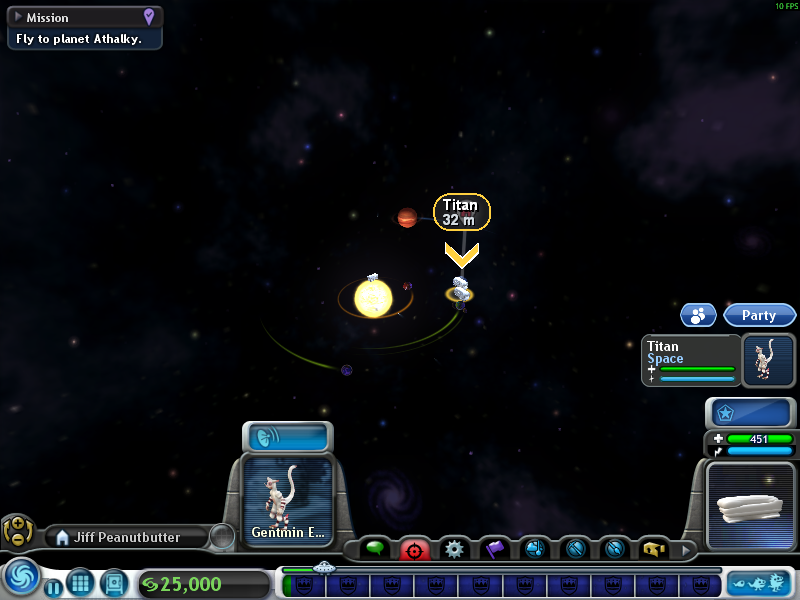 10 FPS
Mission
Fly to planet Athalky.
Titan
32 m
Party
Titan
Space
451
Gentmin E...
Jiff Peanutbutter
25,000